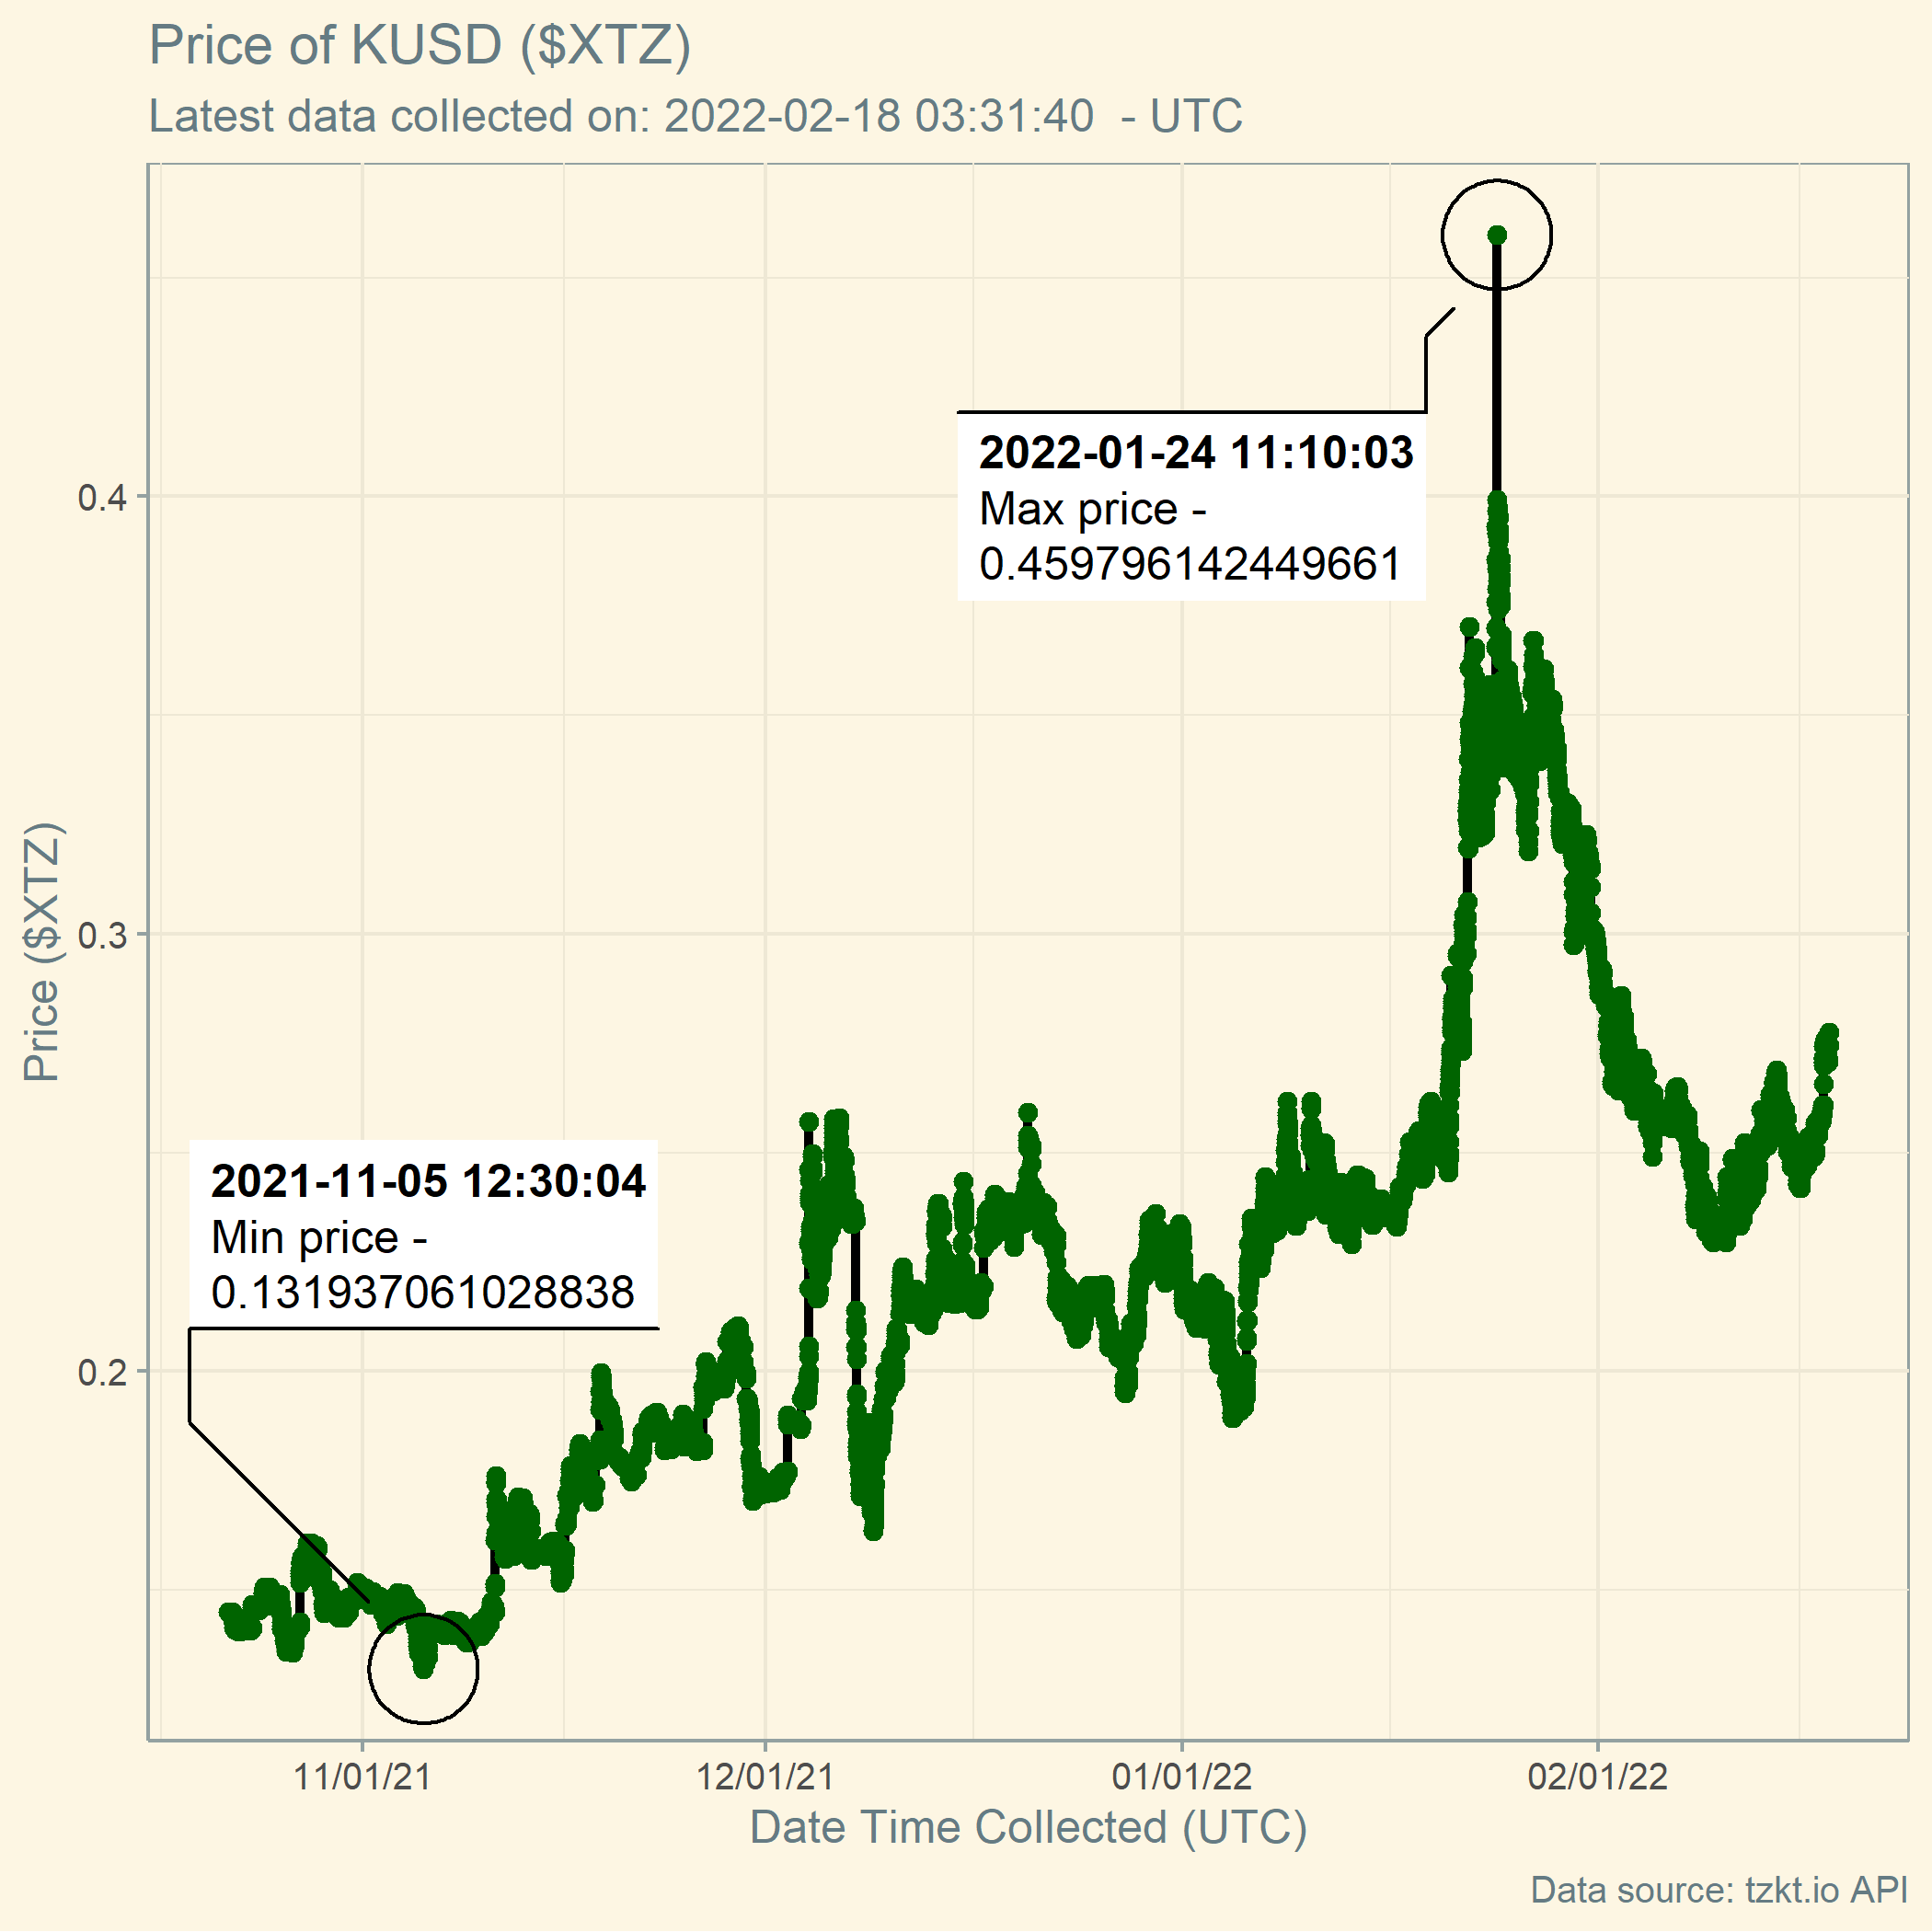 Price of KUSD ($XTZ)
Latest data collected on: 2022-02-18 03:31:40  - UTC
2022-01-24 11:10:03
Max price -
0.459796142449661
0.4
0.3
Price ($XTZ)
2021-11-05 12:30:04
Min price -
0.131937061028838
0.2
11/01/21
12/01/21
01/01/22
02/01/22
Date Time Collected (UTC)
Data source: tzkt.io API